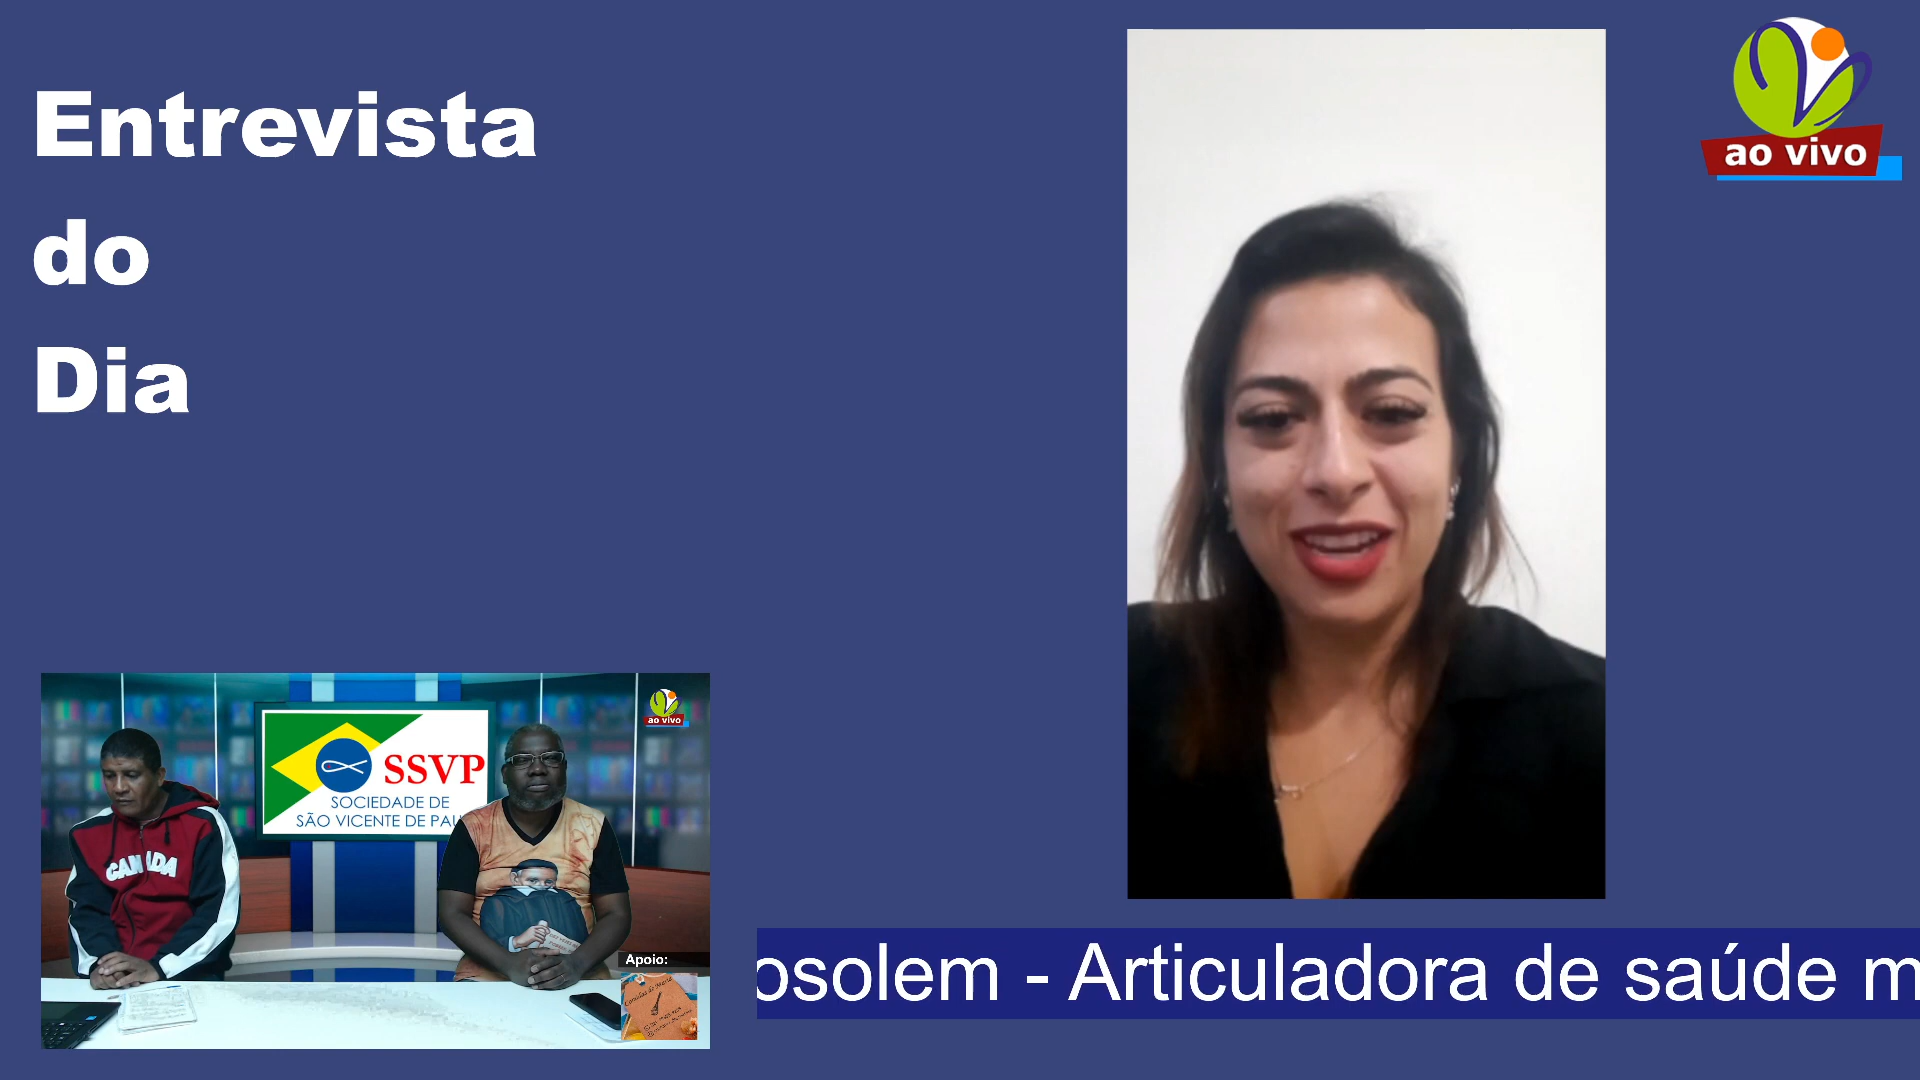 Entrevista
do
Dia
ao vivo
ao vivo
SSVP
SOCIEDADE DE
SÃO VICENTE DE PAU
CANADA
Apoio:
osolem - Articuladora de saúde m